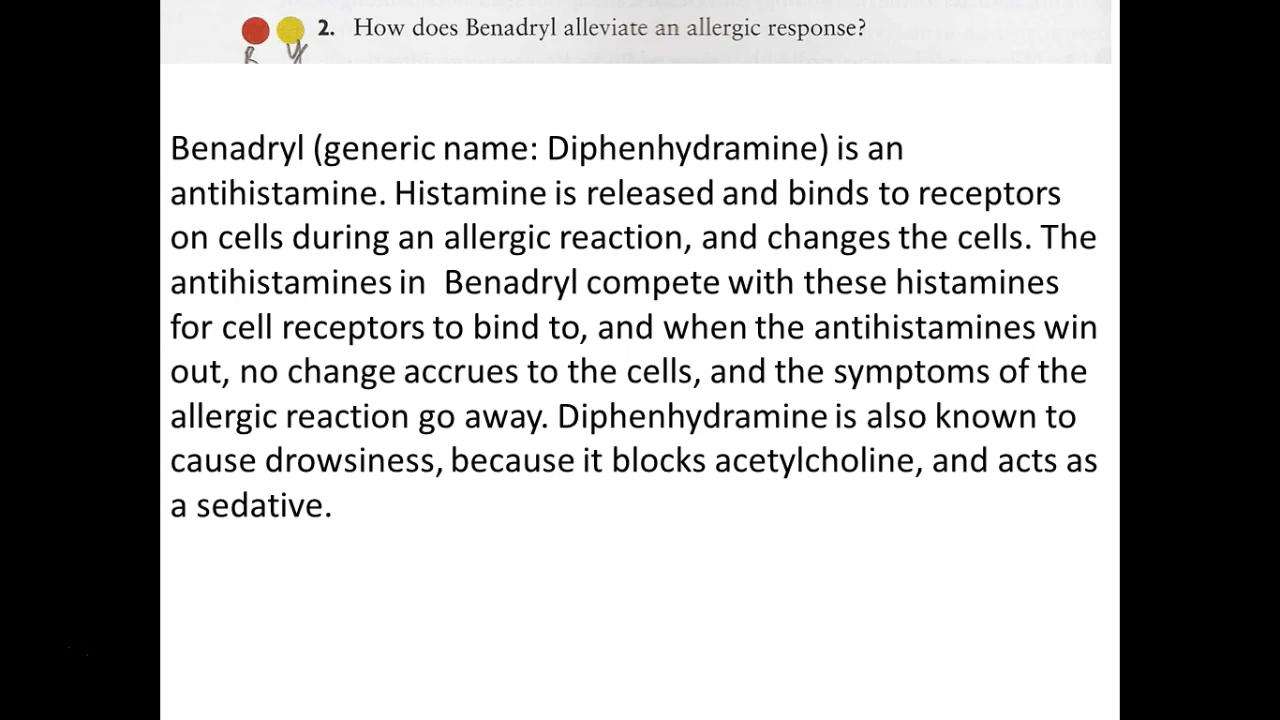 2. How does Benadryl alleviate an allergic response?
B Y
Benadryl (generic name: Diphenhydramine) is an
antihistamine. Histamine is released and binds to receptors
on cells during an allergic reaction, and changes the cells. The
antihistamines in  Benadryl compete with these histamines
for cell receptors to bind to, and when the antihistamines win
out, no change accrues to the cells, and the symptoms of the
allergic reaction go away. Diphenhydramine is also known to
cause drowsiness, because it blocks acetylcholine, and acts as
a sedative.